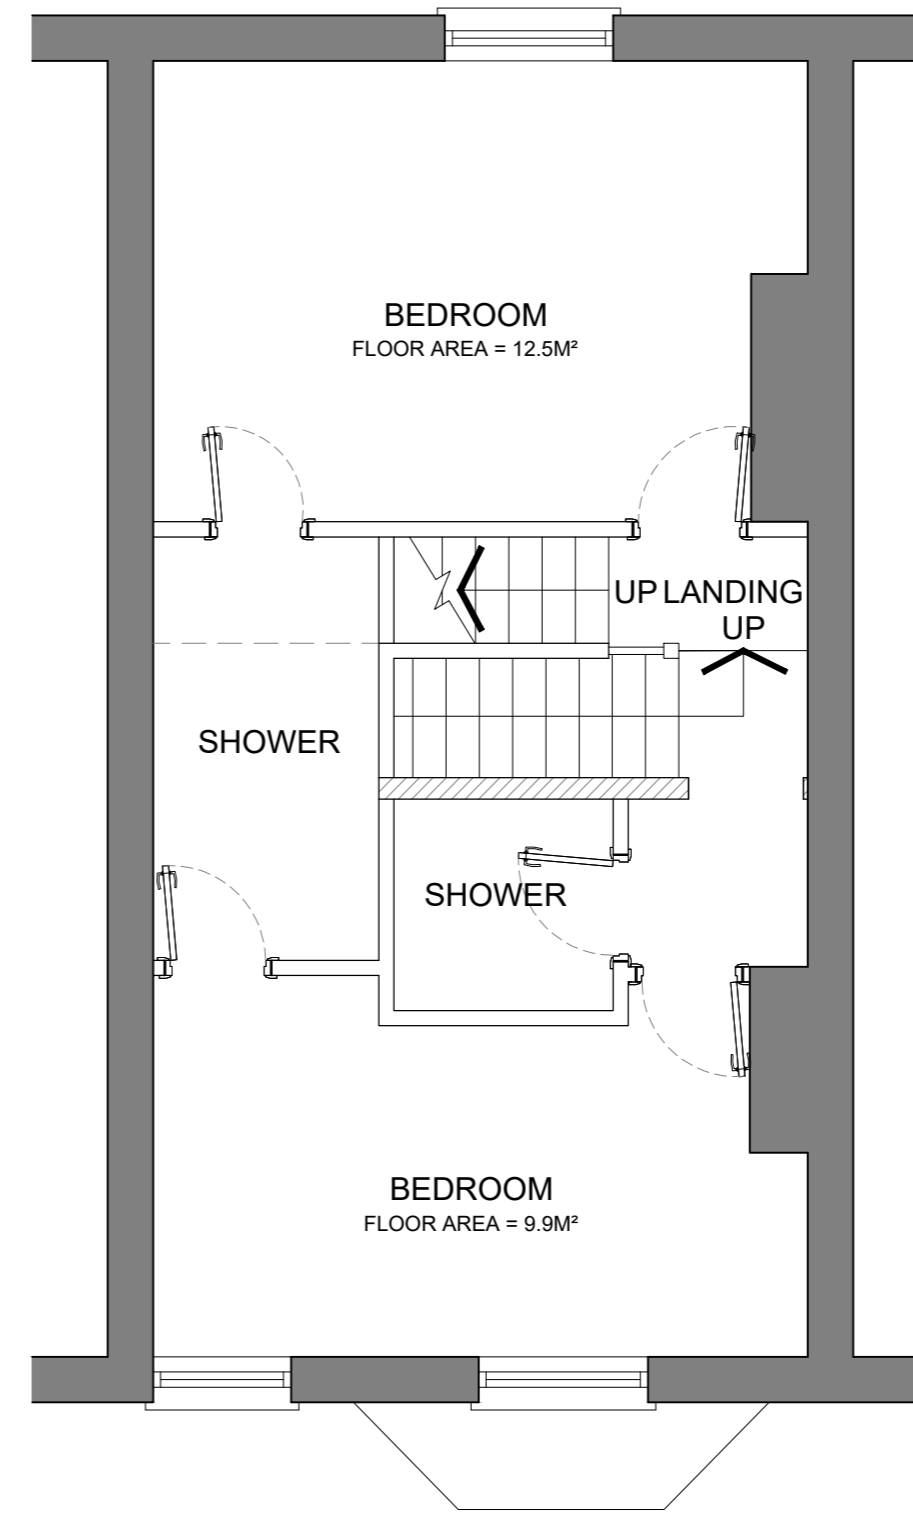 BEDROOM
FLOOR AREA = 12.5M²
UP LANDING
UP
SHOWER
SHOWER
BEDROOM
FLOOR AREA = 9.9M²